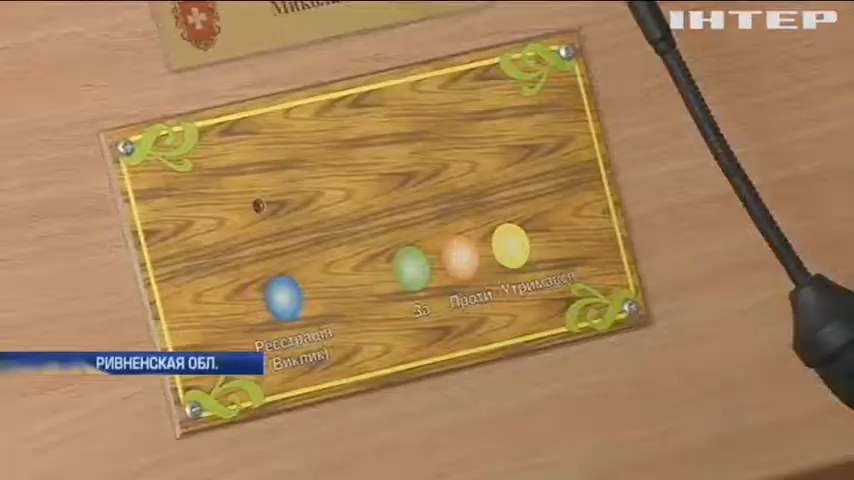 ІНТЕР
За Проти Утримався
Реєстрація
(Виклик)
РИВНЕНСКАЯ ОБЛ.